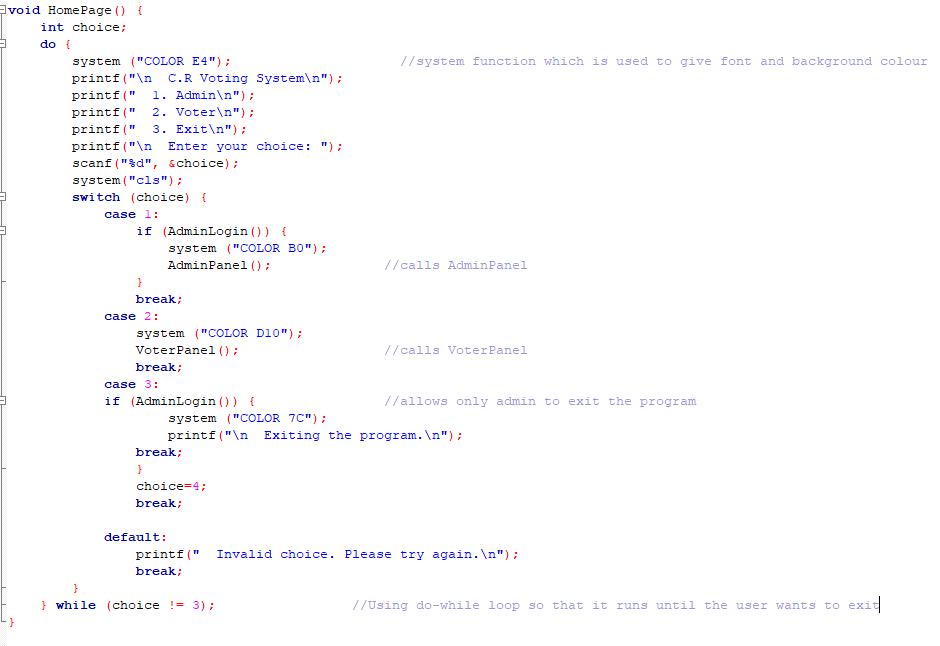 void HomePage() {
    int choice;
    do {
        system ("COLOR E4");                     //system function which is used to give font and background colour
        printf("\n  C.R Voting System\n");
        printf("  1. Admin\n");
        printf("  2. Voter\n");
        printf("  3. Exit\n");
        printf("\n  Enter your choice: ");
        scanf("%d", &choice);
        system("cls");
        switch (choice) {
            case 1:
                if (AdminLogin()) {
                    system ("COLOR B0");
                    AdminPanel();              //calls AdminPanel
                }
                break;
            case 2:
                system ("COLOR D10");
                VoterPanel();                  //calls VoterPanel
                break;
            case 3:
            if (AdminLogin()) {                //allows only admin to exit the program
                    system ("COLOR 7C");
                    printf("\n  Exiting the program.\n");
                break;
                }
                choice=4;
                break;

            default:
                printf("  Invalid choice. Please try again.\n");
                break;
        }
    } while (choice != 3);                 //Using do-while loop so that it runs until the user wants to exit
}